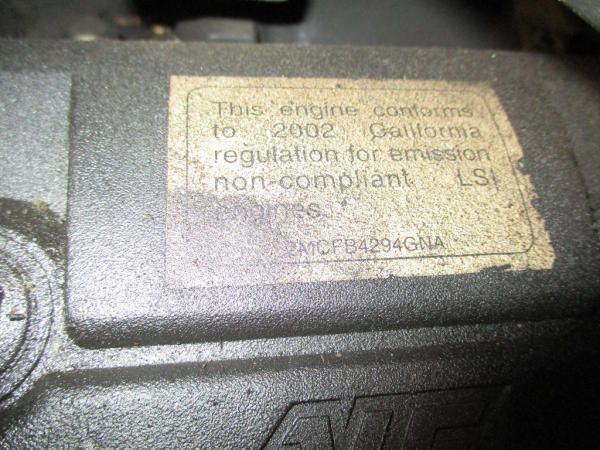 This engine conforms
to 2002 California
regulation for emission
non-compliant LSI
engines.
2MCFB4294GNA